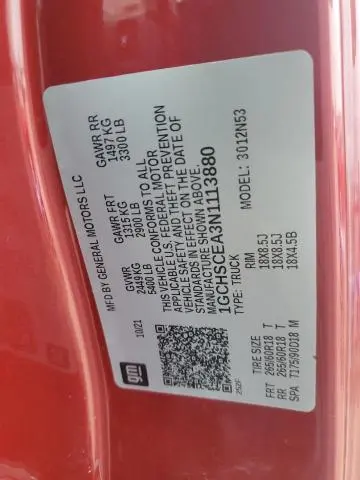 MFD BY GENERAL MOTORS LLC
10/21
GVWR
2449 KG
5400 LB
GAWR FRT
1315 KG
2900 LB
GAWR RR
1497 KG
3300 LB
THIS VEHICLE CONFORMS TO ALL
APPLICABLE U.S. FEDERAL MOTOR
VEHICLE SAFETY, AND THEFT PREVENTION
STANDARDS IN EFFECT ON THE DATE OF
MANUFACTURE SHOWN ABOVE.
1GCHSCEA3N1113880
TYPE: TRUCK
3012N53
gm
250F
TIRE SIZE RIM
FRT 265/60R18 T 18X8.5J
RR 265/60R18 T 18X8.5J
SPA T175/90D18 M 18X4.5B